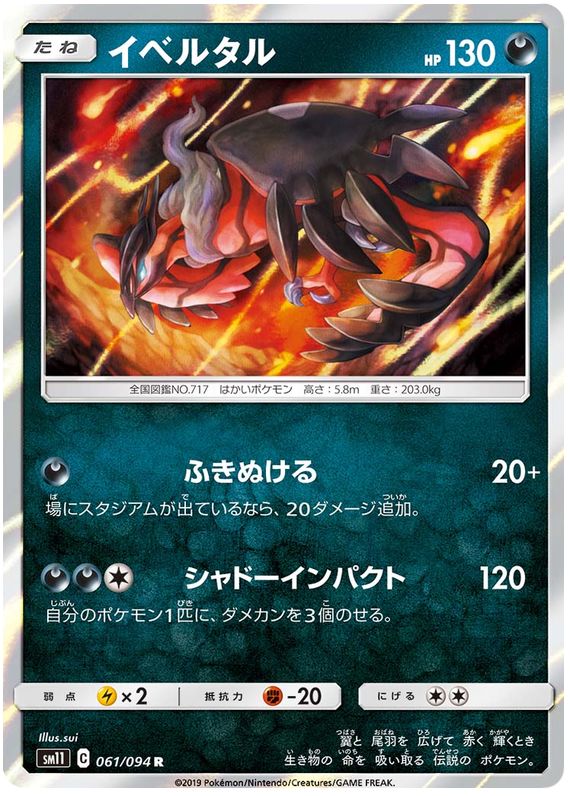 たね イベルタル HP 130
全国図鑑NO.717 はかいポケモン 高さ：5.8m 重さ：203.0kg
ふきぬける 20+
場にスタジアムが出ているなら、20ダメージ追加。
シャドーインパクト 120
自分のポケモン1匹に、ダメカンを3個のせる。
弱点 ×2 抵抗力 -20 にげる
Illus.sui
SM11 C 061/094 R
翼と 尾羽を 広げて 赤く 輝くとき
生き物の いのちを 吸い取る 伝説の ポケモン。
©2019 Pokémon/Nintendo/Creatures/GAME FREAK.